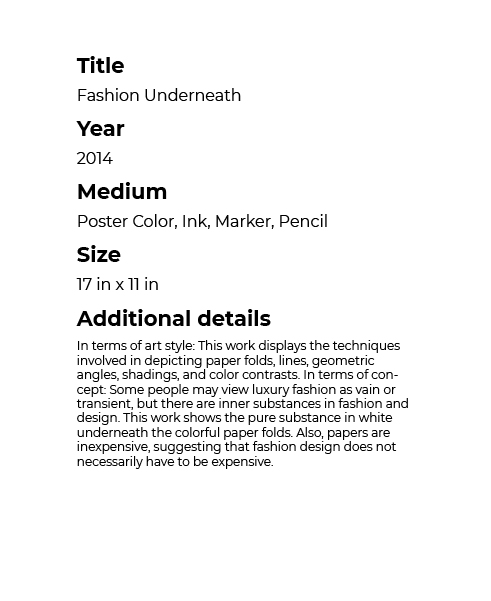 Title
Fashion Underneath
Year
2014
Medium
Poster Color, Ink, Marker, Pencil
Size
17 in x 11 in
Additional details
In terms of art style: This work displays the techniques
involved in depicting paper folds, lines, geometric
angles, shadings, and color contrasts. In terms of con-
cept: Some people may view luxury fashion as vain or
transient, but there are inner substances in fashion and
design. This work shows the pure substance in white
underneath the colorful paper folds. Also, papers are
inexpensive, suggesting that fashion design does not
necessarily have to be expensive.